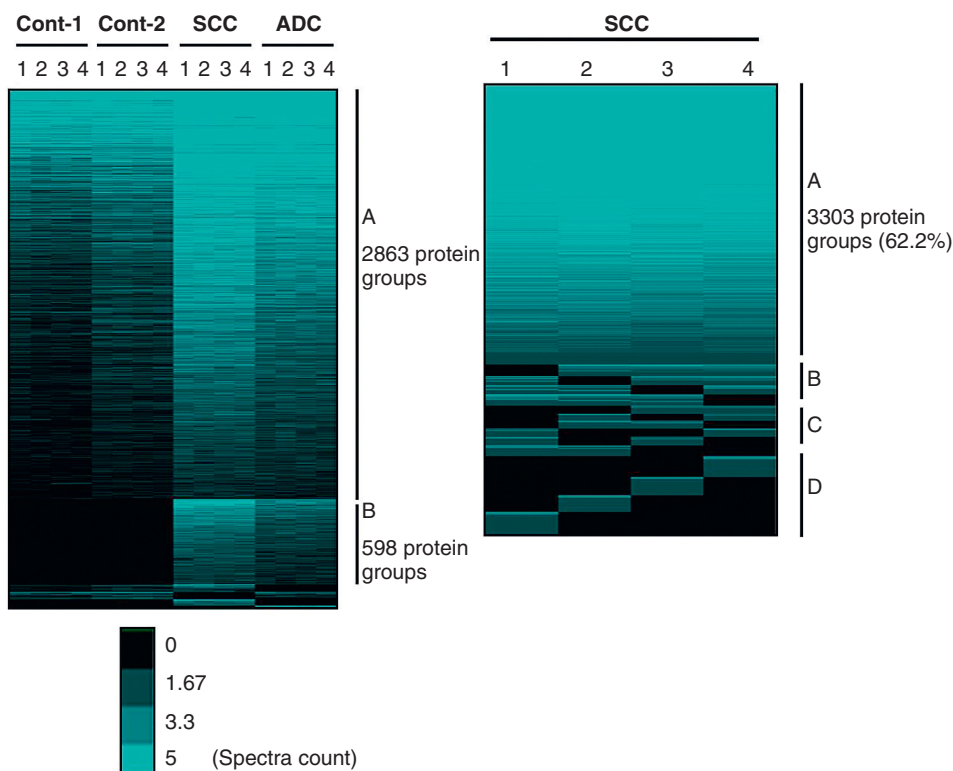 Cont-1 Cont-2 SCC ADC
1 2 3 4 1 2 3 4 1 2 3 4 1 2 3 4
A
2863 protein
groups
B
598 protein
groups
0
1.67
3.3
5 (Spectra count)
SCC
1 2 3 4
A
3303 protein
groups (62.2%)
B
C
D